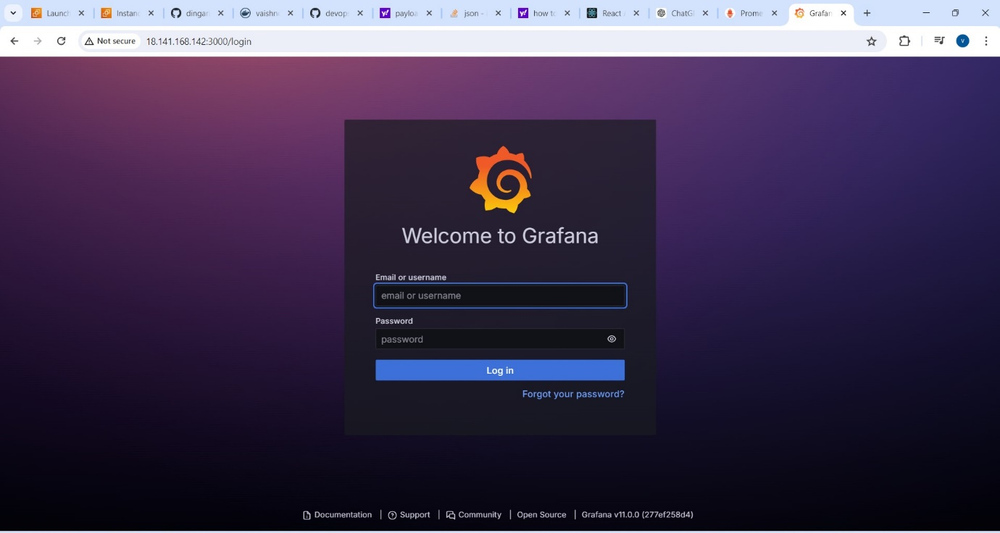 Launch Instanc dingan vaishn devop payloa json - how to React ChatG Prome Grafan
Not secure 18.141.168.142:3000/login V
Welcome to Grafana
Email or username
email or username
Password
password
Log in
Forgot your password?
Documentation | Support | Community | Open Source | Grafana v11.0.0 (277ef258d4)